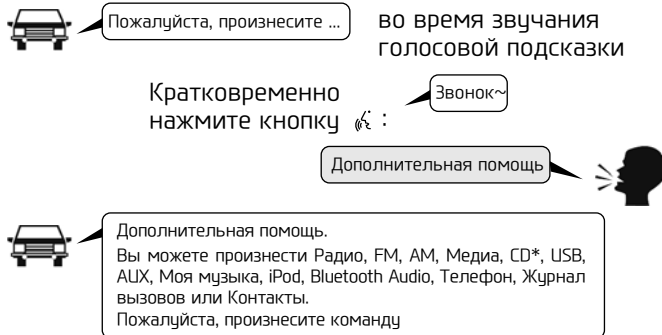 Пожалуйста, произнесите ...
во время звучания
голосовой подсказки
Кратковременно
нажмите кнопку :
Звонок~
Дополнительная помощь
Дополнительная помощь.
Вы можете произнести Радио, FM, AM, Медиа, CD*, USB,
AUX, Моя музыка, iPod, Bluetooth Audio, Телефон, Журнал
вызовов или Контакты.
Пожалуйста, произнесите команду